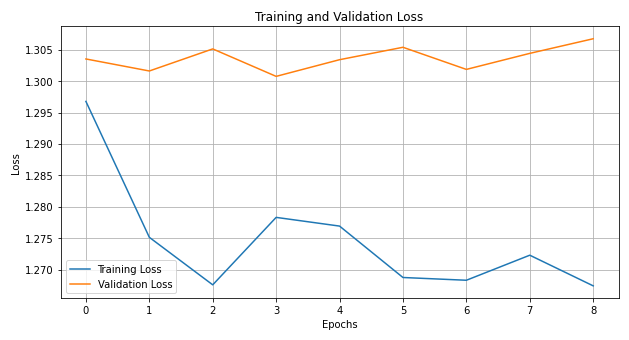 Training and Validation Loss
Loss
1.305
1.300
1.295
1.290
1.285
1.280
1.275
1.270
Training Loss
Validation Loss
0 1 2 3 4 5 6 7 8
Epochs